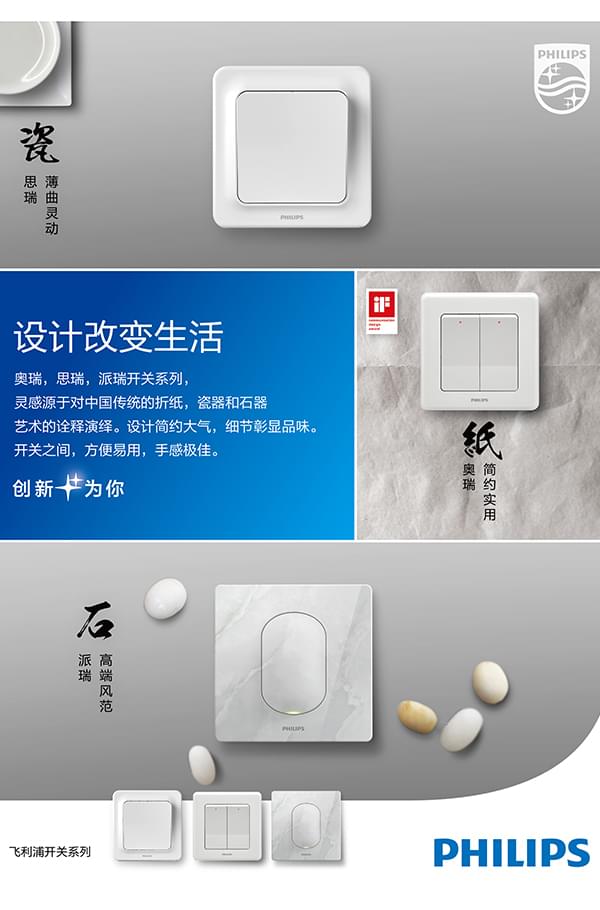 PHILIPS
瓷
薄曲灵动
思瑞
PHILIPS
设计改变生活
奥瑞，思瑞，派瑞开关系列，
灵感源于对中国传统的折纸，瓷器和石器
艺术的诠释演绎。设计简约大气，细节彰显品味。
开关之间，方便易用，手感极佳。
创新 为你
iF
communication
design
award
PHILIPS
紙
简约实用
奥瑞
石
高端风范
派瑞
PHILIPS
飞利浦开关系列
PHILIPS